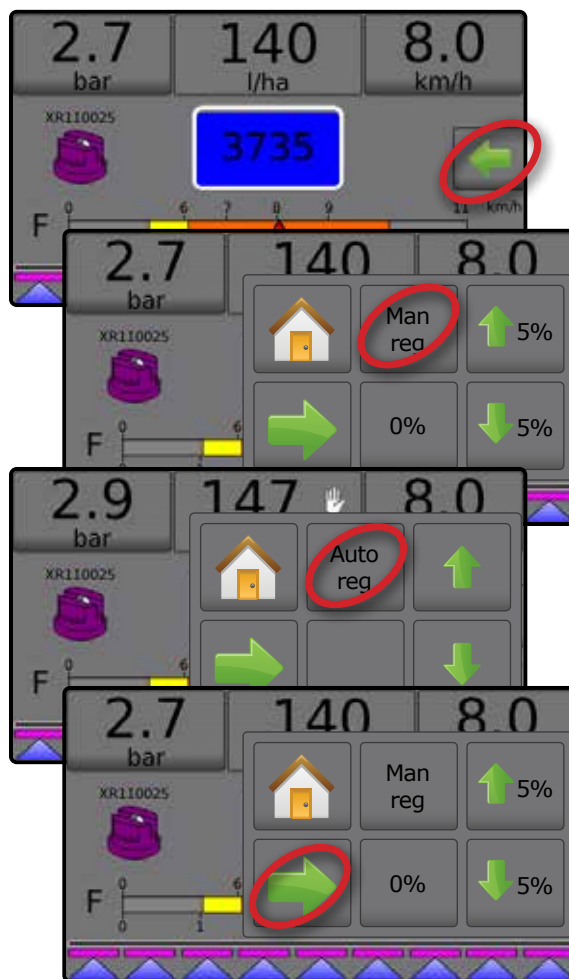 2.7 140 8.0
bar l/ha km/h
XR110025
3735
0 6 7 8 9 11 km/h
F
2.7 140 8.0
bar
Man reg
5%
XR110025
0% 5%
0 6
F
1
2.9 147 8.0
bar
Auto reg
XR110025
0 6
F
2.7 140 8.0
bar
Man reg
5%
XR110025
0% 5%
0 6
F
1